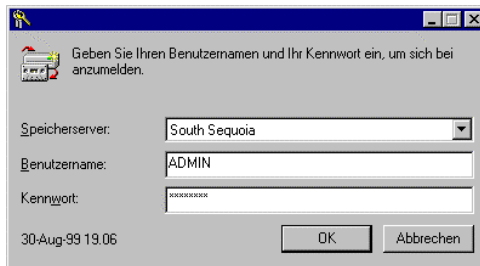 Geben Sie Ihren Benutzernamen und Ihr Kennwort ein, um sich bei
anzumelden.
Speicherserver: South Sequoia
Benutzername: ADMIN
Kennwort: ********
30-Aug-99 19.06 OK Abbrechen